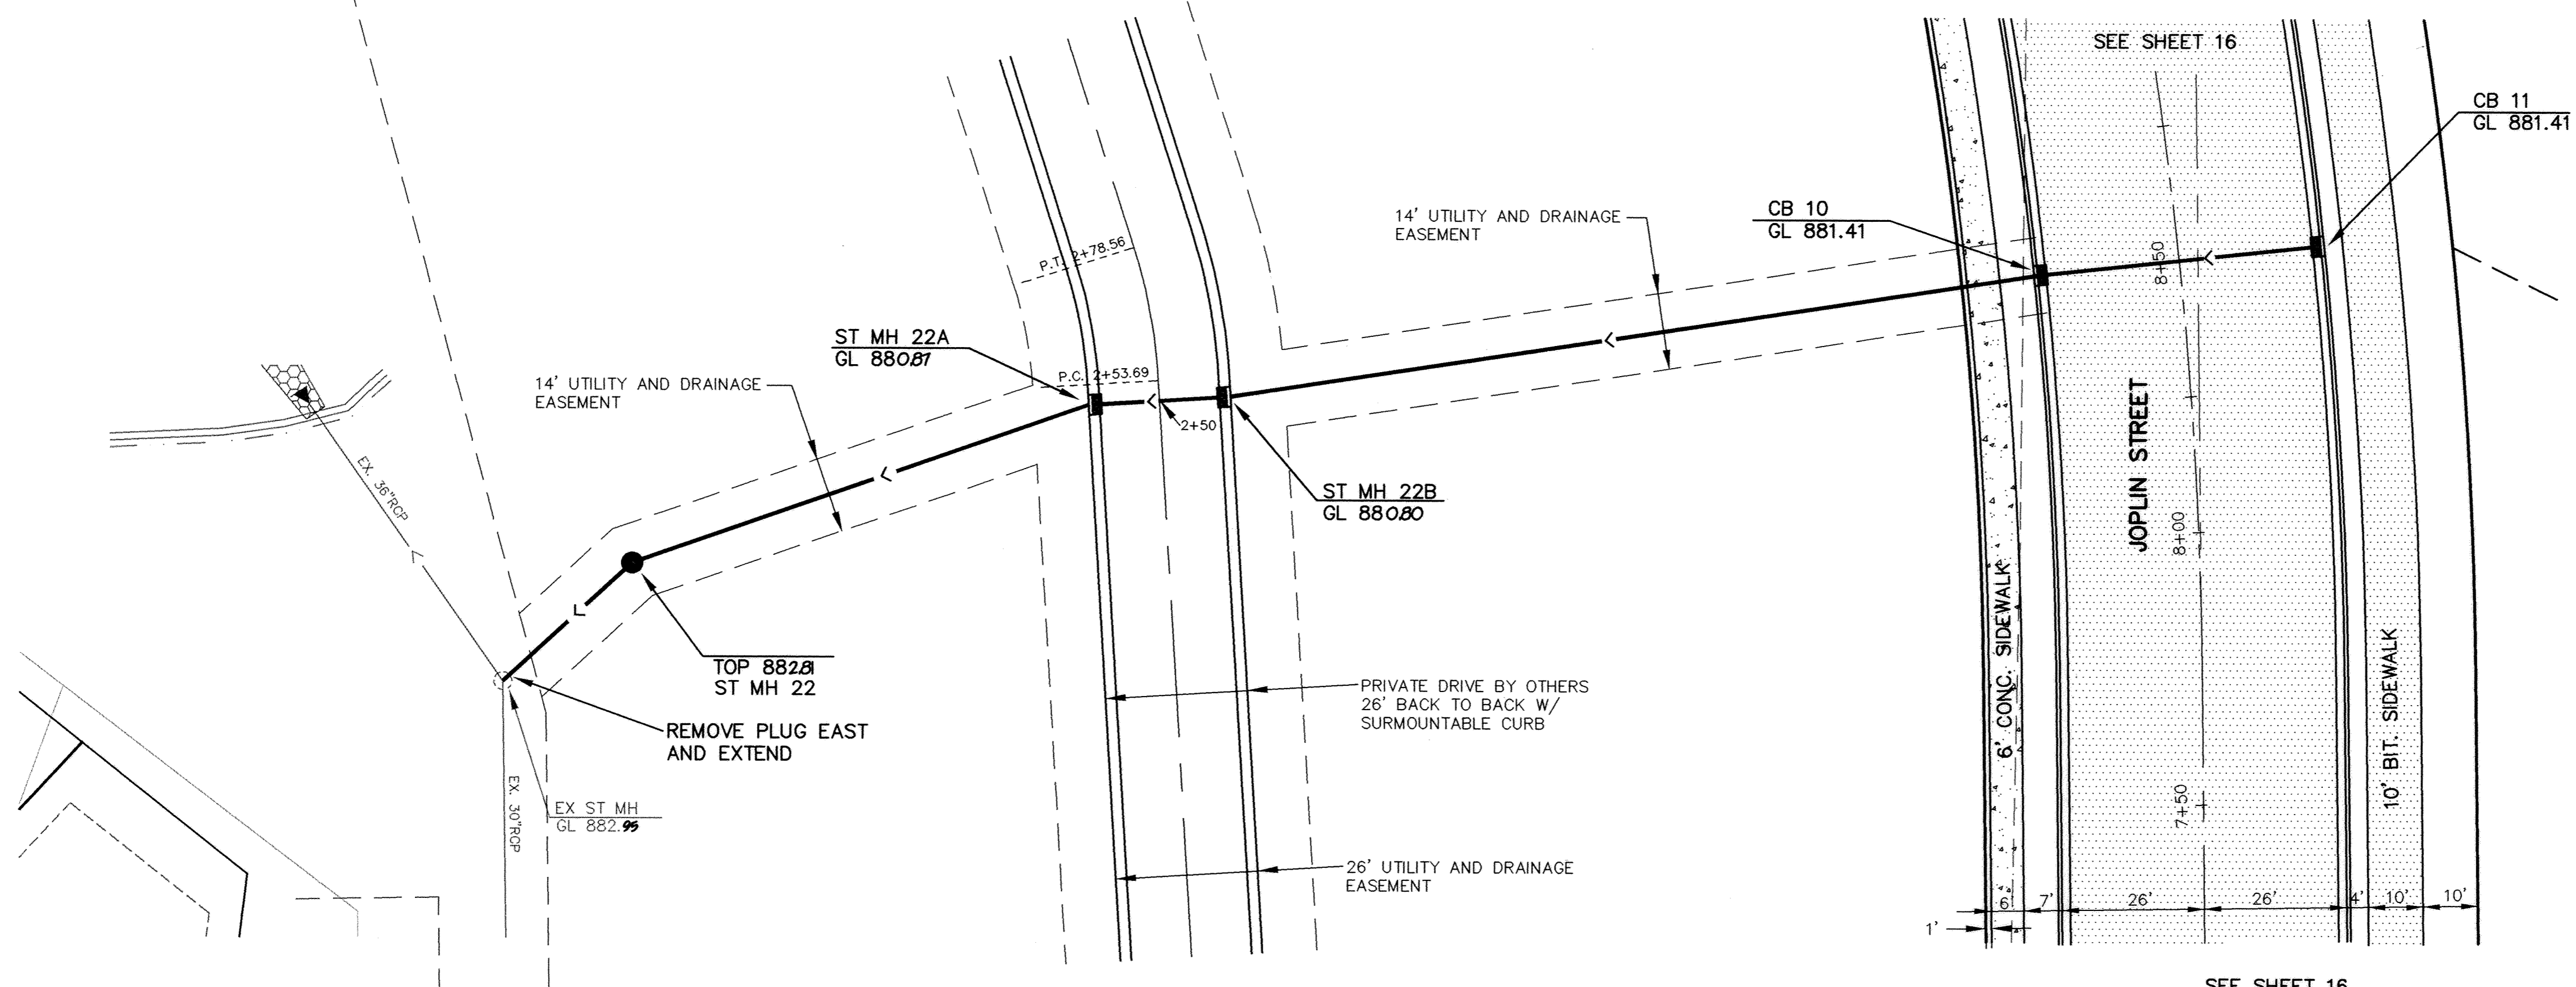 SEE SHEET 16
CB 11
GL 881.41
CB 10
GL 881.41
14' UTILITY AND DRAINAGE
EASEMENT
8+50
P.T. 2+78.56
ST MH 22A
GL 880.87
P.C. 2+53.69
14' UTILITY AND DRAINAGE
EASEMENT
2+50
EX. 36"RCP
ST MH 22B
GL 880.80
JOPLIN STREET
8+00
TOP 882.81
ST MH 22
REMOVE PLUG EAST
AND EXTEND
PRIVATE DRIVE BY OTHERS
26' BACK TO BACK W/
SURMOUNTABLE CURB
6' CONC. SIDEWALK
10' BIT. SIDEWALK
7+50
EX. 30"RCP
EX ST MH
GL 882.95
26' UTILITY AND DRAINAGE
EASEMENT
6' 7' 26' 26' 4' 10' 10'
1'
SEE SHEET 16